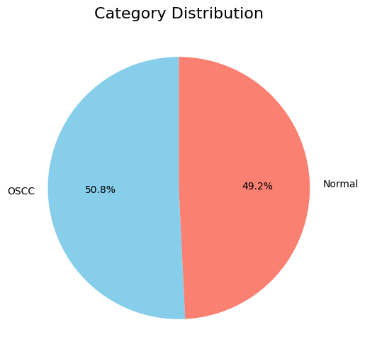 Category Distribution
OSCC
50.8%
49.2%
Normal